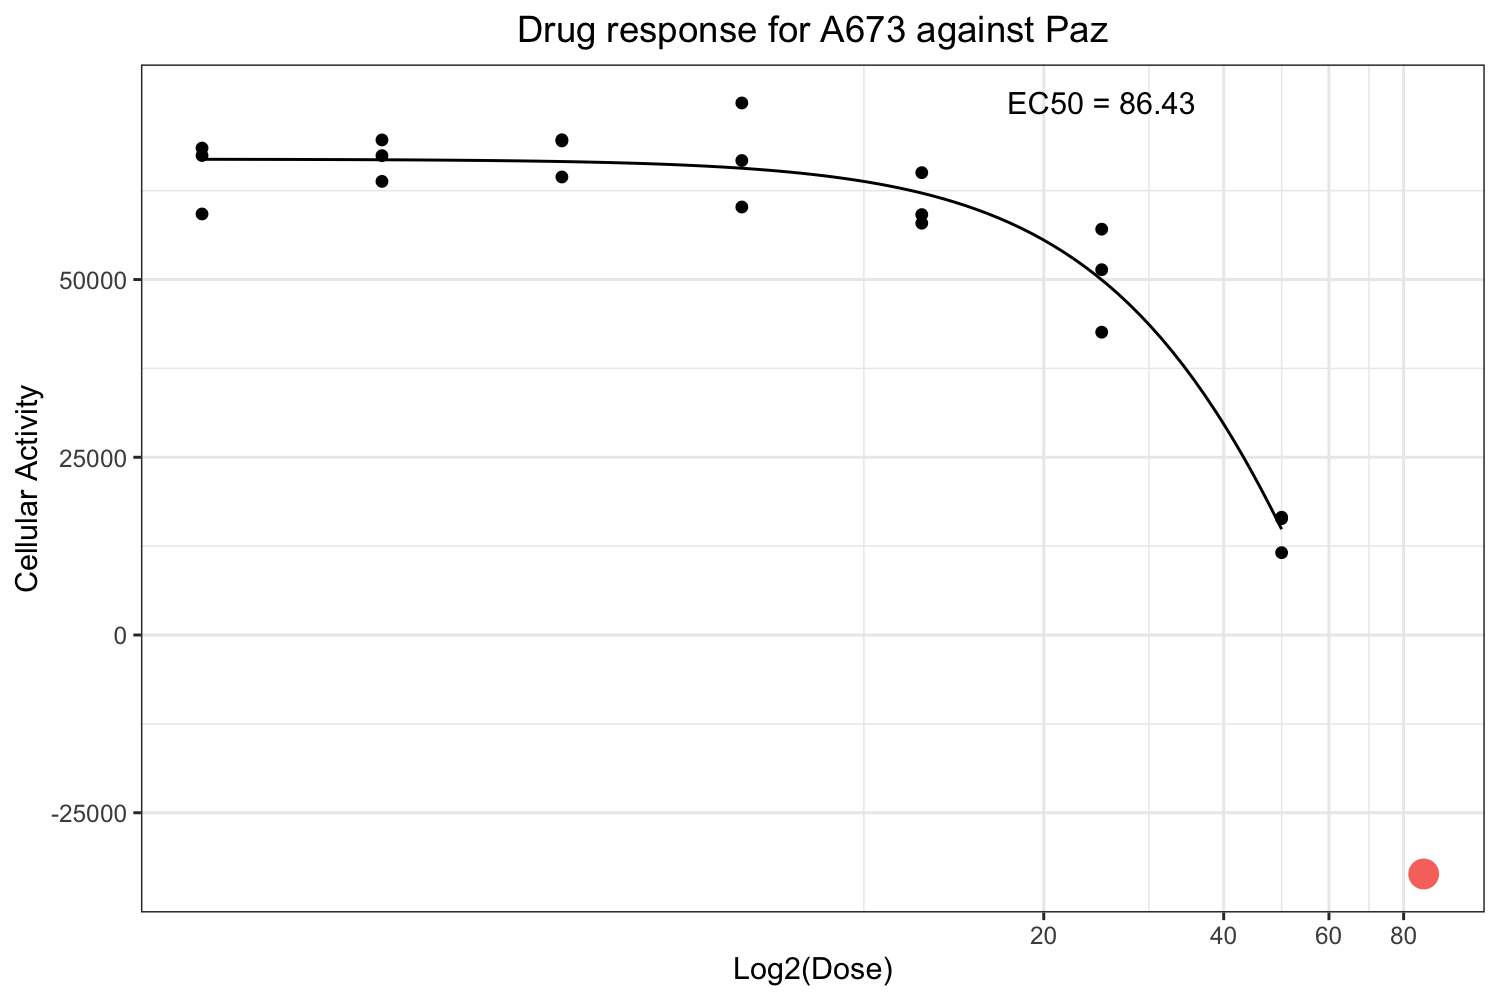 Drug response for A673 against Paz
EC50 = 86.43
50000
25000
0
-25000
Cellular Activity
20 40 60 80
Log2(Dose)